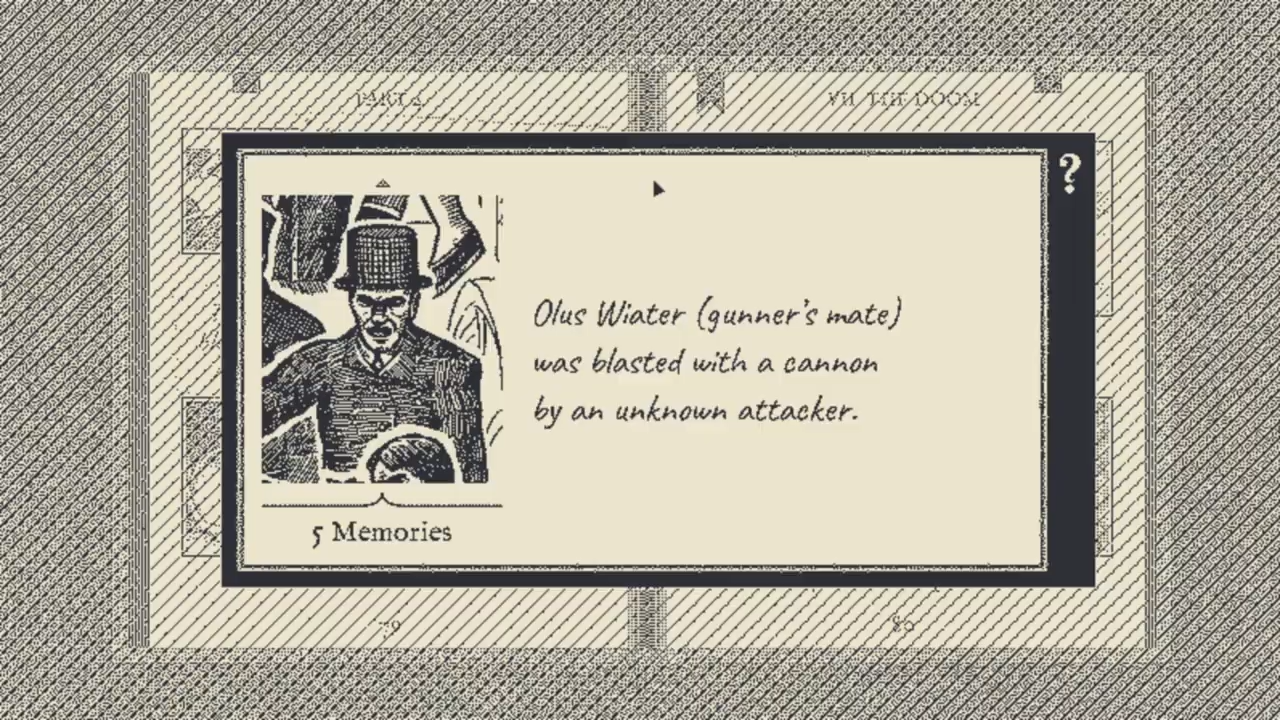 PART 2
VII THE DOOM
?
Olus Wiater (gunner's mate)
was blasted with a cannon
by an unknown attacker.
5 Memories
79
80